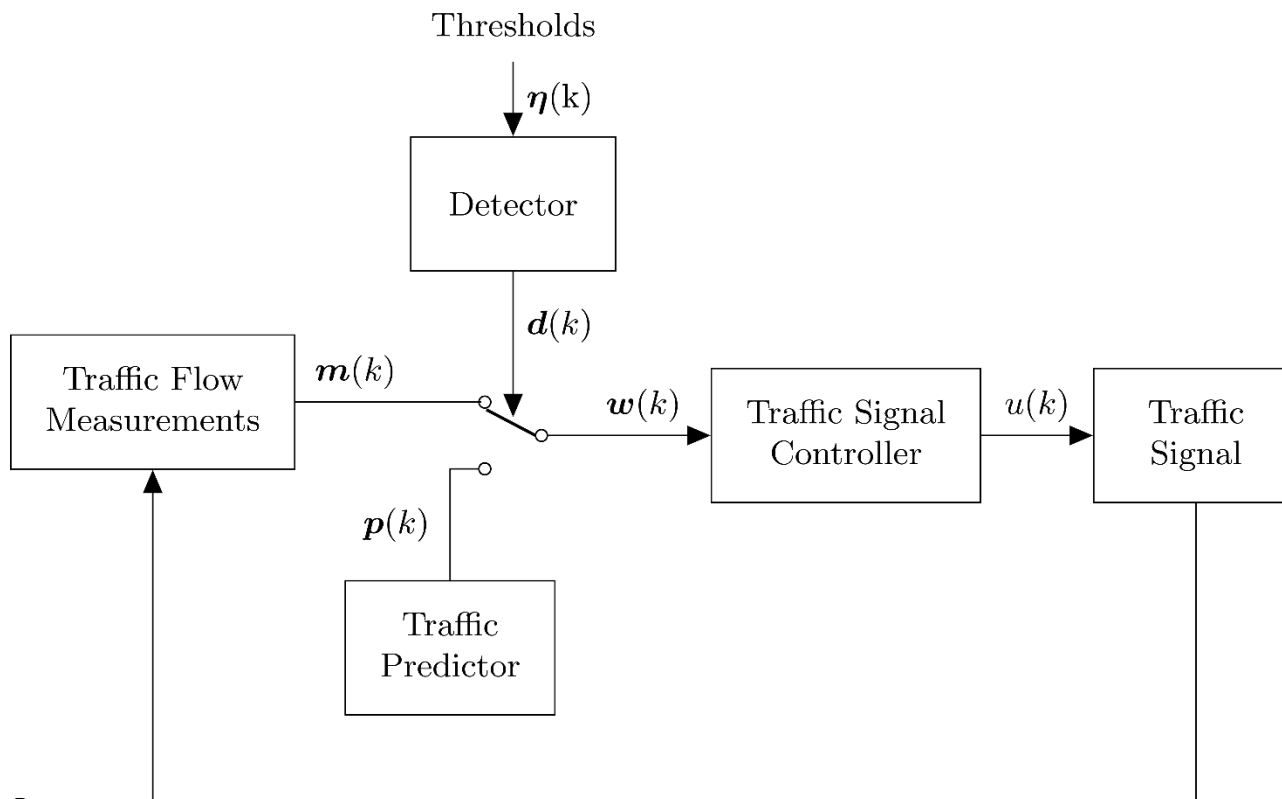 Thresholds
η(k)
Detector
d(k)
Traffic Flow
Measurements
m(k)
w(k)
Traffic Signal
Controller
u(k)
Traffic
Signal
p(k)
Traffic
Predictor